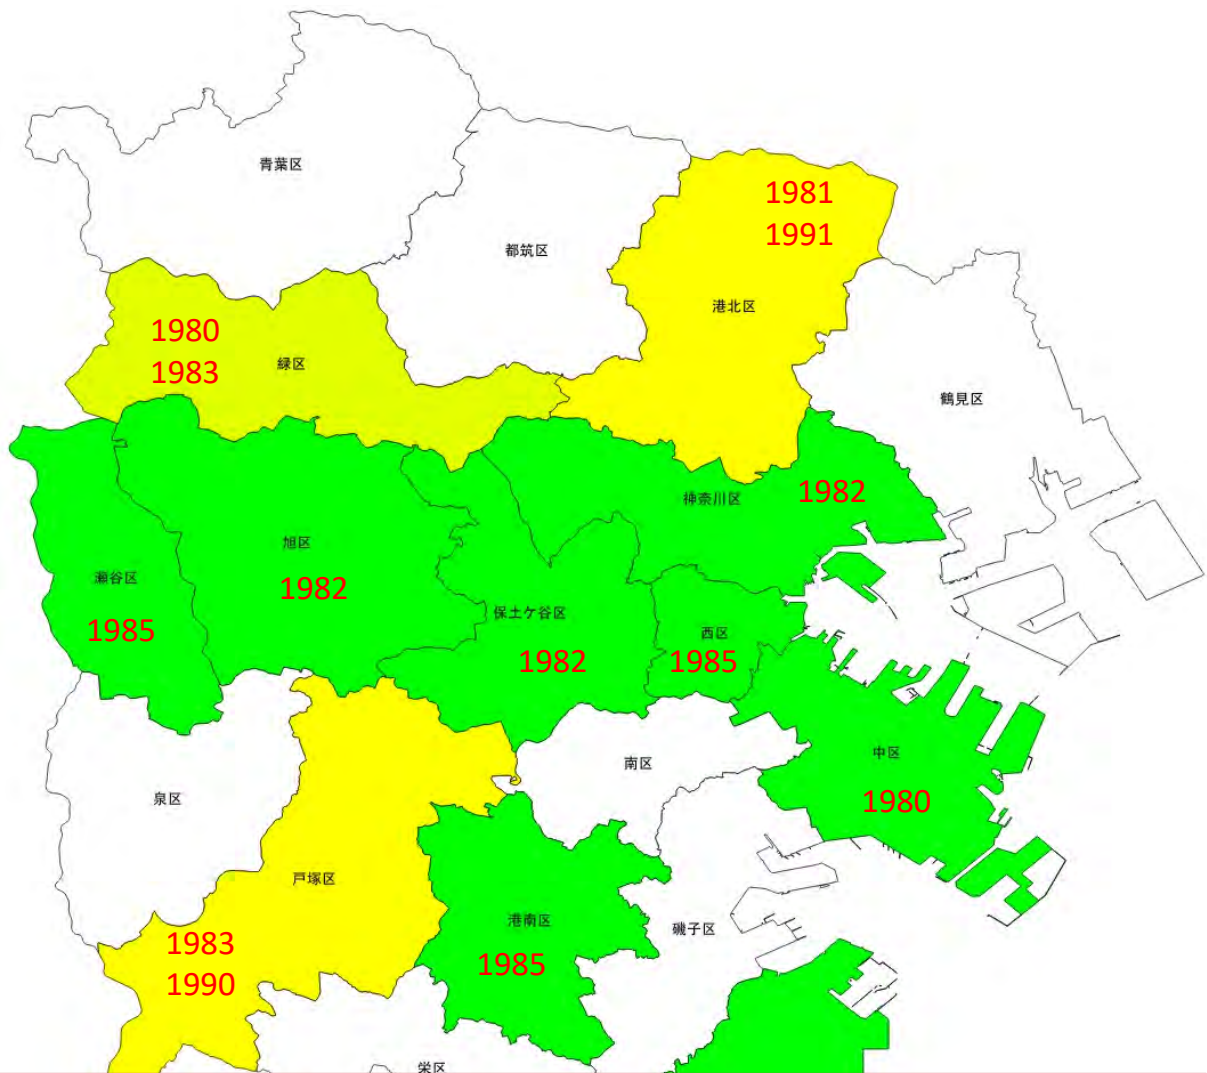 青葉区
1981
1991
都筑区
港北区
1980
1983
緑区
鶴見区
神奈川区
1982
旭区
1982
瀬谷区
1985
保土ケ谷区
1982
西区
1985
南区
中区
1980
泉区
戸塚区
1983
1990
港南区
1985
磯子区
栄区